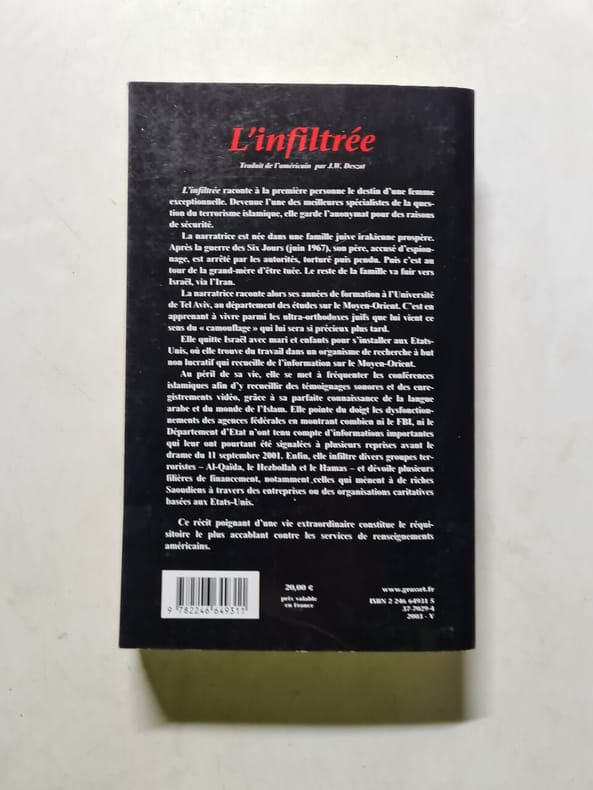 L'infiltrée
Traduit de l'américain par J.W. Deszat
L'infiltrée raconte à la première personne le destin d'une femme
exceptionnelle. Devenue l'une des meilleures spécialistes de la ques-
tion du terrorisme islamique, elle garde l'anonymat pour des raisons
de sécurité.
La narratrice est née dans une famille juive irakienne prospère.
Après la guerre des Six Jours (juin 1967), son père, accusé d'espion-
nage, est arrêté par les autorités, torturé puis pendu. Puis c'est au
tour de la grand-mère d'être tuée. Le reste de la famille va fuir vers
Israël, via l'Iran.
La narratrice raconte alors ses années de formation à l'Université
de Tel Aviv, au département des études sur le Moyen-Orient. C'est en
apprenant à vivre parmi les ultra-orthodoxes juifs que lui vient ce
sens du « camouflage » qui lui sera si précieux plus tard.
Elle quitte Israël avec mari et enfants pour s'installer aux Etats-
Unis, où elle trouve du travail dans un organisme de recherche à but
non lucratif qui recueille de l'information sur le Moyen-Orient.
Au péril de sa vie, elle se met à fréquenter les conférences
islamiques afin d'y recueillir des témoignages sonores et des enre-
gistrements vidéo, grâce à sa parfaite connaissance de la langue
arabe et du monde de l'Islam. Elle pointe du doigt les dysfonction-
nements des agences fédérales en montrant combien ni le FBI, ni le
Département d'Etat n'ont tenu compte d'informations importantes
qui leur ont pourtant été signalées à plusieurs reprises avant le
drame du 11 septembre 2001. Enfin, elle infiltre divers groupes ter-
roristes – Al-Qaïda, le Hezbollah et le Hamas – et dévoile plusieurs
filières de financement, notamment celles qui mènent à de riches
Saoudiens à travers des entreprises ou des organisations caritatives
basées aux Etats-Unis.
Ce récit poignant d'une vie extraordinaire constitue le réqui-
sitoire le plus accablant contre les services de renseignements
américains.
9 782246 649311
20,00 €
prix valable
en France
www.grasset.fr
ISBN 2 246 64931 5
37-7029-4
2003 - V